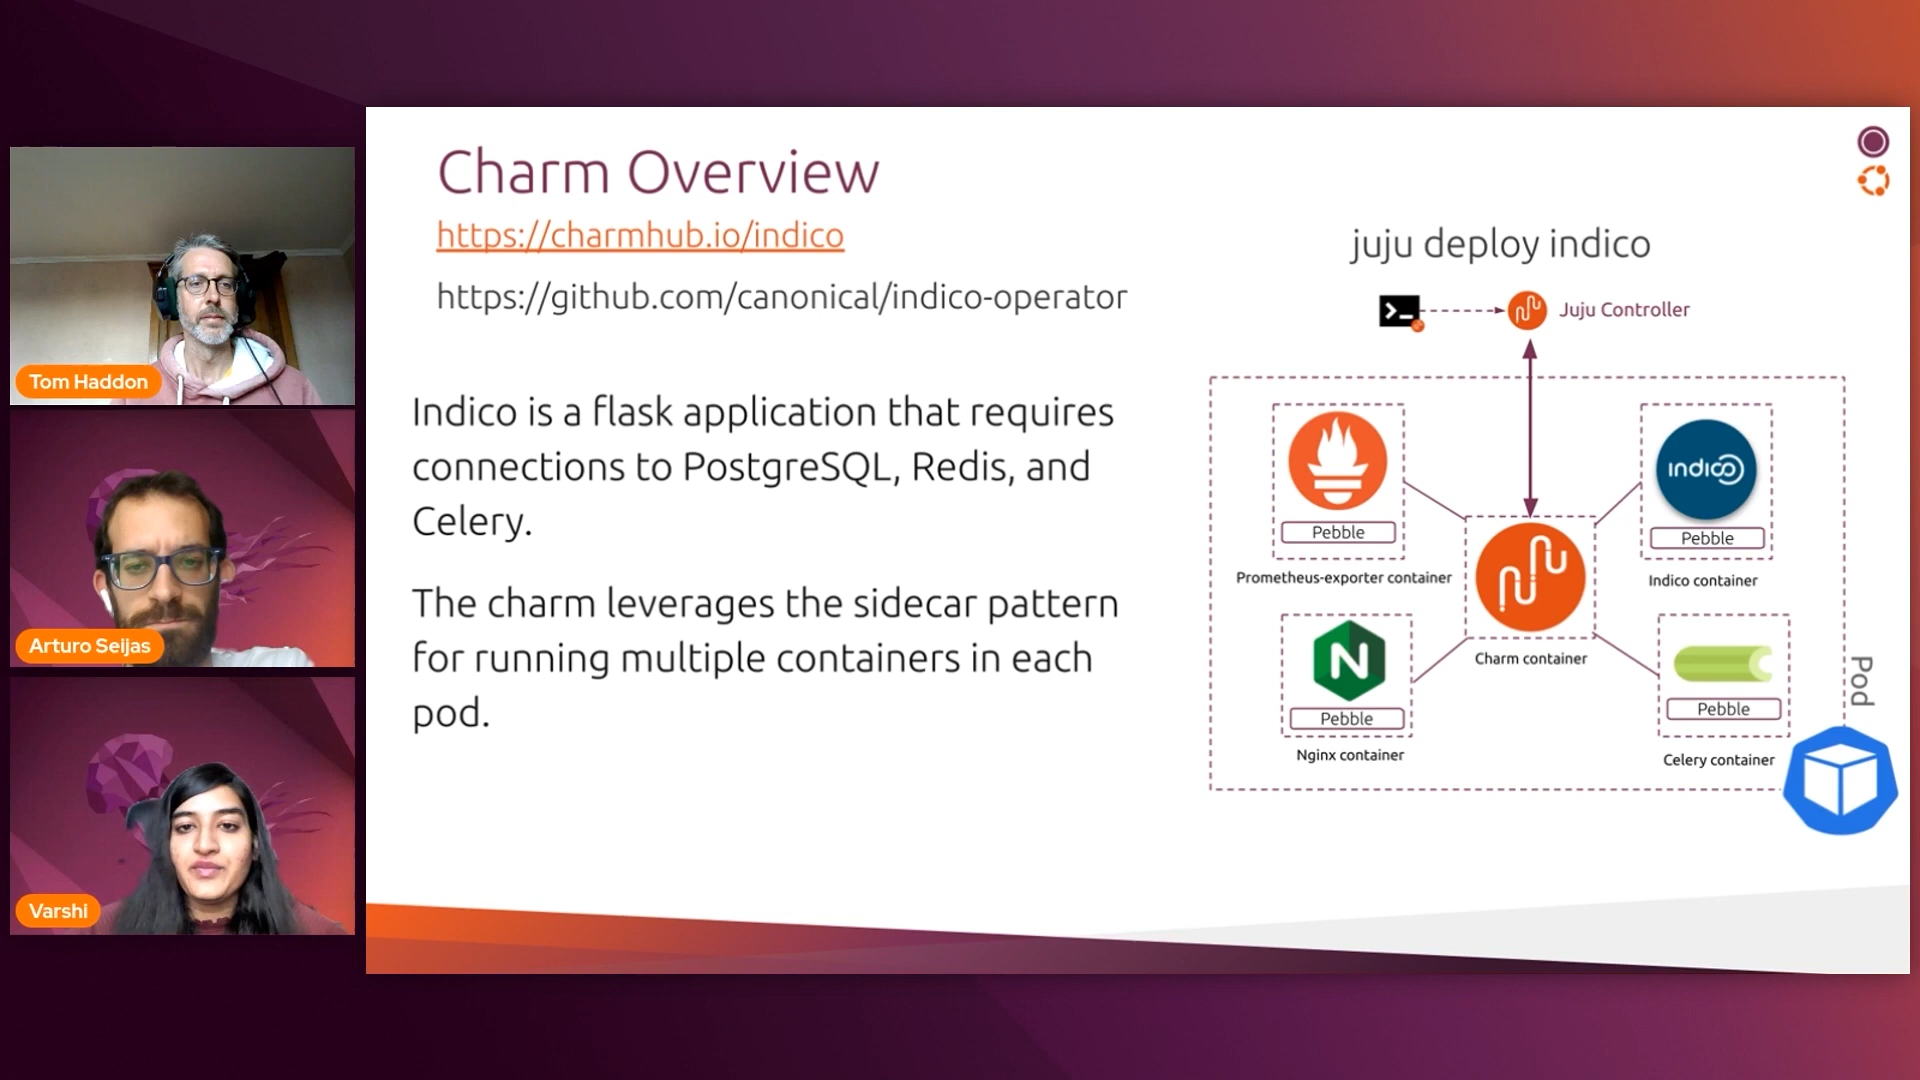 Charm Overview
https://charmhub.io/indico
https://github.com/canonical/indico-operator
Indico is a flask application that requires
connections to PostgreSQL, Redis, and
Celery.
The charm leverages the sidecar pattern
for running multiple containers in each
pod.
juju deploy indico
Juju Controller
Pebble
Prometheus-exporter container
indico
Pebble
Indico container
Charm container
N
Pebble
Nginx container
Pebble
Celery container
Pod
Tom Haddon
Arturo Seijas
Varshi